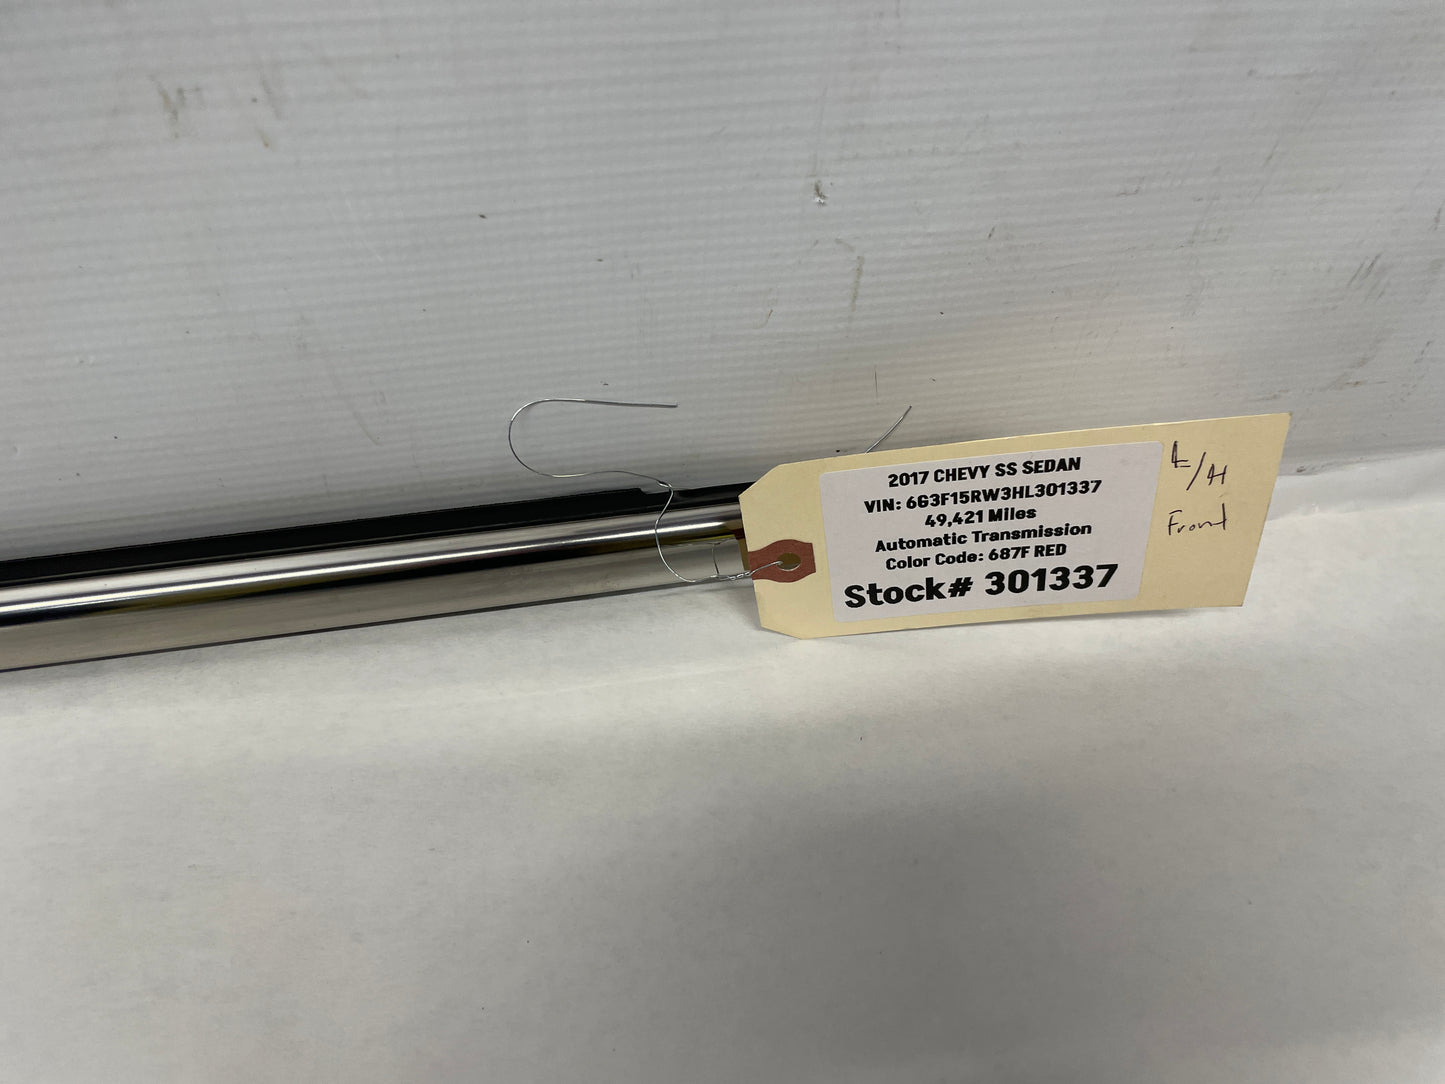 2017 CHEVY SS SEDAN
VIN: 6G3F15RW3HL301337
49,421 Miles
Automatic Transmission
Color Code: 687F RED
Stock# 301337
L/H
Front